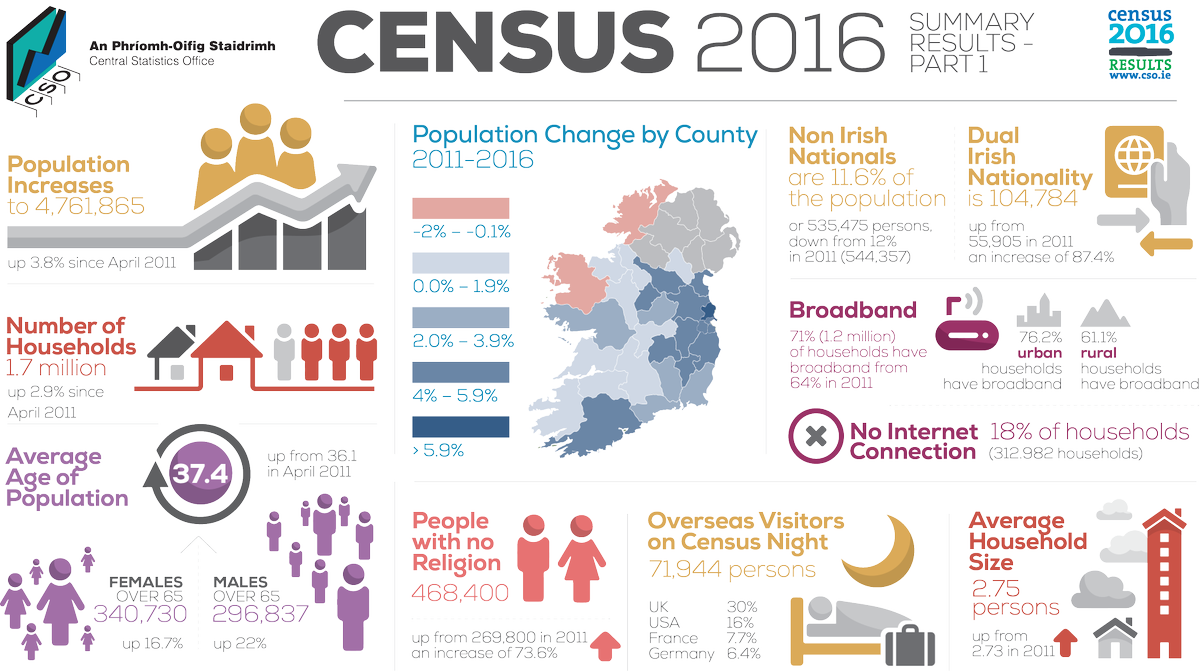 An Phríomh-Oifig Staidrimh
Central Statistics Office
CSO
CENSUS 2016
SUMMARY
RESULTS -
PART 1
census
2016
RESULTS
www.cso.ie
Population
Increases
to 4,761,865
up 3.8% since April 2011
Number of
Households
1.7 million
up 2.9% since
April 2011
Average
Age of
Population
37.4
up from 36.1
in April 2011
FEMALES
OVER 65
340,730
up 16.7%
MALES
OVER 65
296,837
up 22%
Population Change by County
2011-2016
-2% - -0.1%
0.0% - 1.9%
2.0% - 3.9%
4% - 5.9%
> 5.9%
Non Irish
Nationals
are 11.6% of
the population
or 535,475 persons,
down from 12%
in 2011 (544,357)
Dual
Irish
Nationality
is 104,784
up from
55,905 in 2011
an increase of 87.4%
Broadband
71% (1.2 million)
of households have
broadband from
64% in 2011
76.2%
urban
households
have broadband
61.1%
rural
households
have broadband
No Internet
Connection
18% of households
(312.982 households)
People
with no
Religion
468,400
up from 269,800 in 2011
an increase of 73.6%
Overseas Visitors
on Census Night
71,944 persons
UK 30%
USA 16%
France 7.7%
Germany 6.4%
Average
Household
Size
2.75
persons
up from
2.73 in 2011